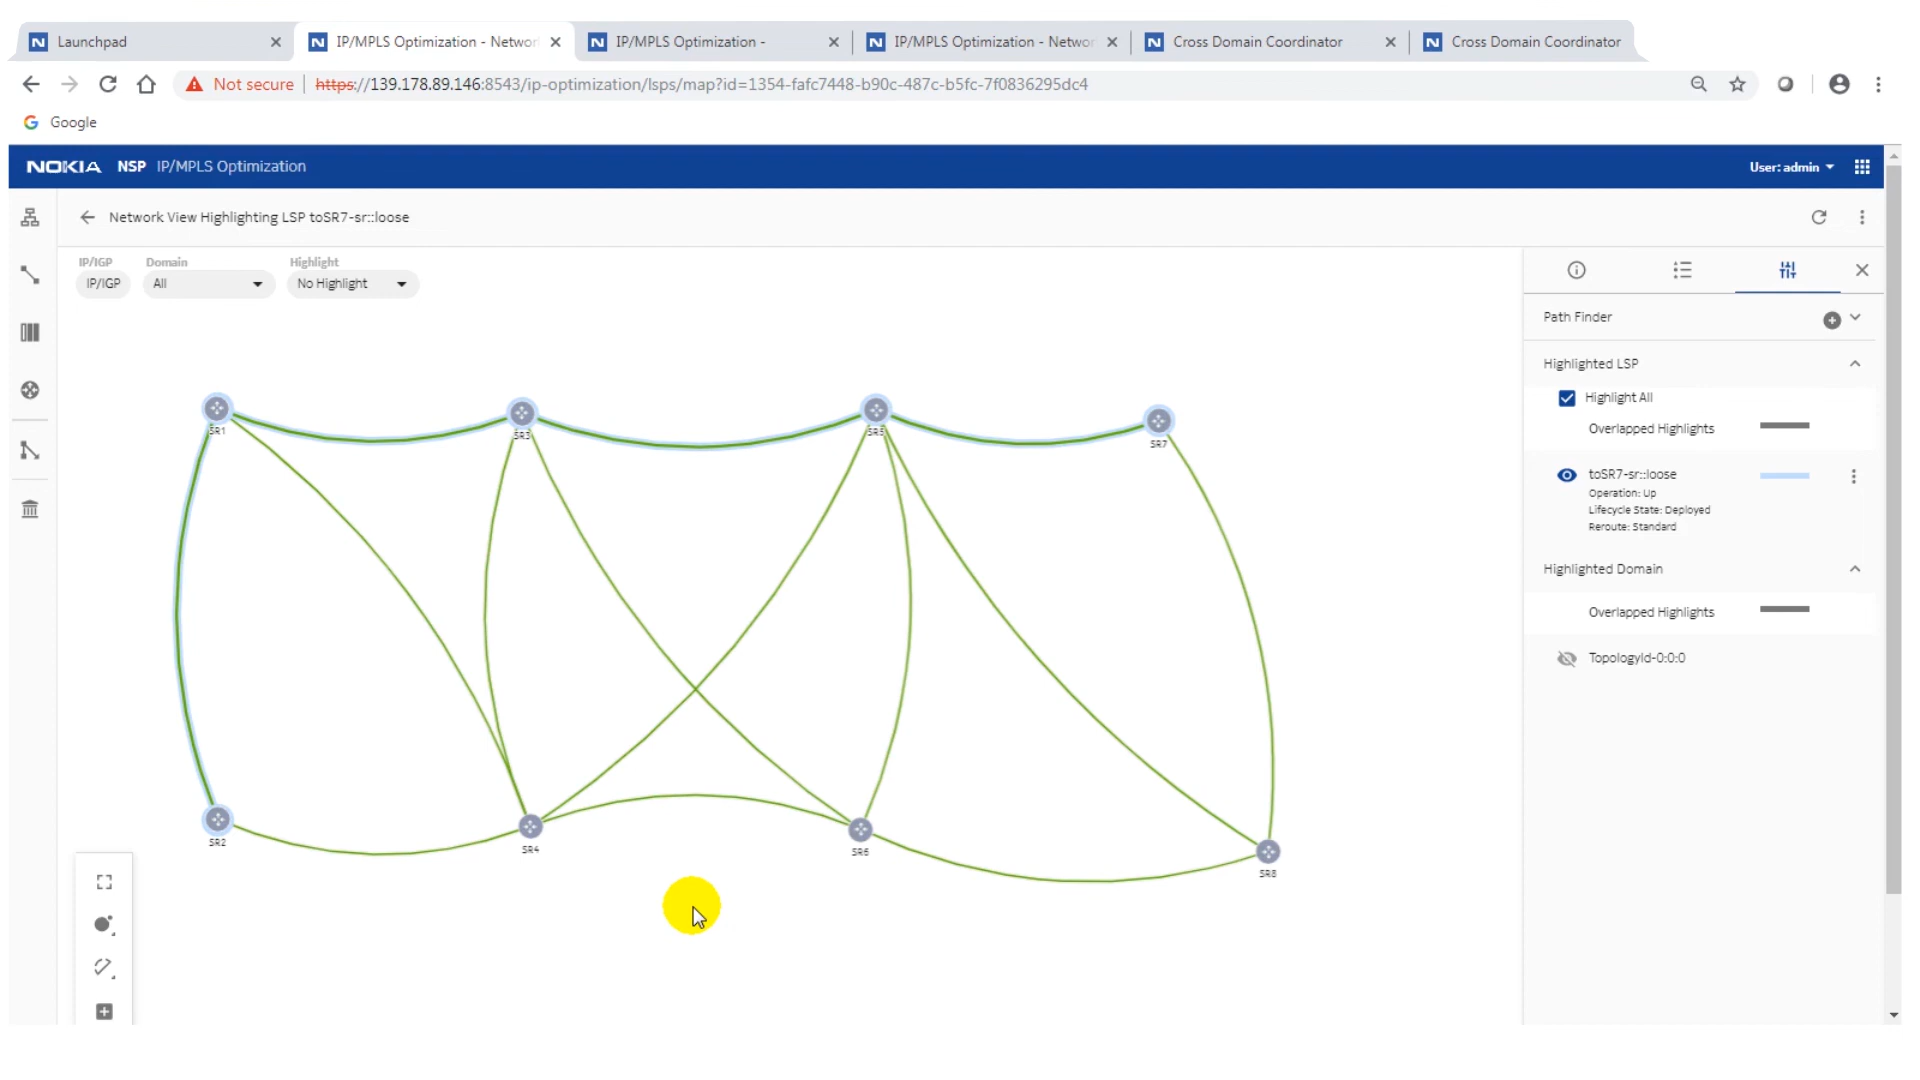 Launchpad
IP/MPLS Optimization - Networ
IP/MPLS Optimization -
IP/MPLS Optimization - Networ
Cross Domain Coordinator
Cross Domain Coordinator
Not secure
https://139.178.89.146:8543/ip-optimization/lsps/map?id=1354-fafc7448-b90c-487c-b5fc-7f0836295dc4
Google
NOKIA NSP IP/MPLS Optimization
User: admin
Network View Highlighting LSP toSR7-sr::loose
IP/IGP Domain Highlight
IP/IGP All No Highlight
Path Finder
Highlighted LSP
Highlight All
Overlapped Highlights
toSR7-sr::loose
Operation: Up
Lifecycle State: Deployed
Reroute: Standard
Highlighted Domain
Overlapped Highlights
TopologyId-0:0:0
SR1
SR3
SR5
SR7
SR2
SR4
SR6
SR8